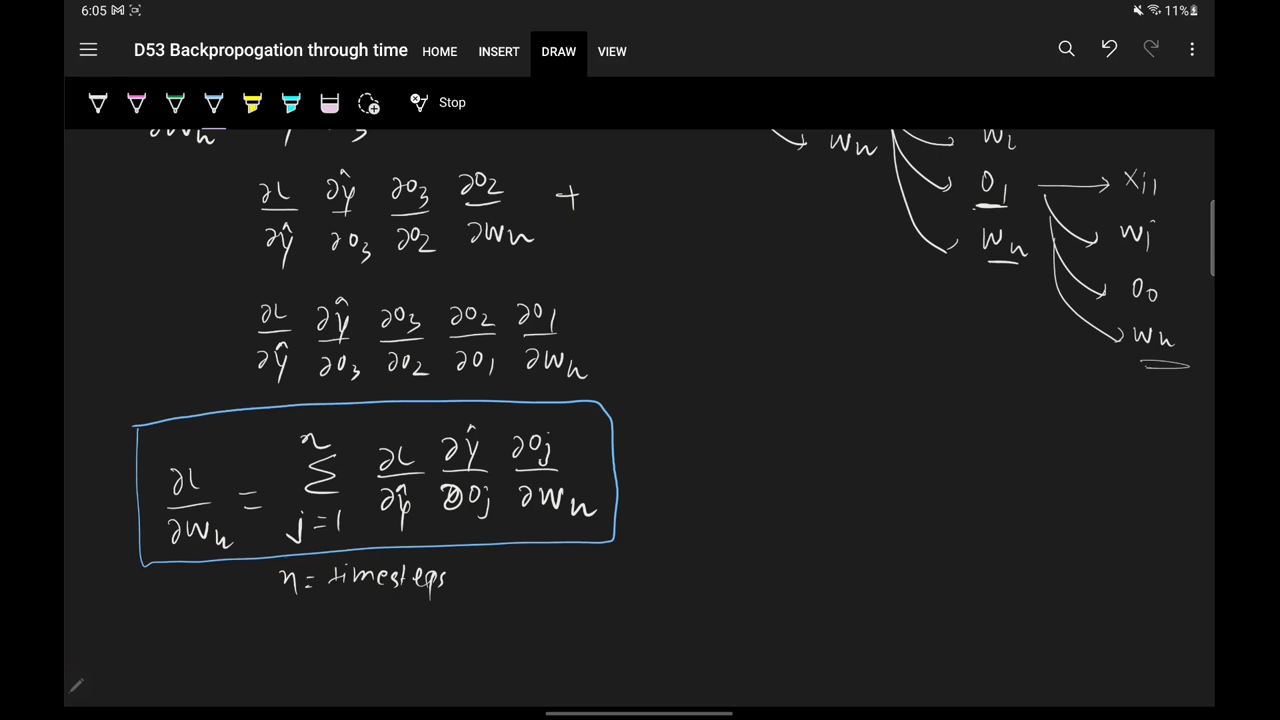 6:05 11%
D53 Backpropogation through time HOME INSERT DRAW VIEW
Stop
∂L/∂ŷ ∂ŷ/∂O3 ∂O3/∂O2 ∂O2/∂Wh +
∂L/∂ŷ ∂ŷ/∂O3 ∂O3/∂O2 ∂O2/∂O1 ∂O1/∂Wh
∂L/∂Wh = Σ j=1 n ∂L/∂ŷ ∂ŷ/∂Oj ∂Oj/∂Wh
n = timesteps
Wh
Wi
O1
Wh
Xi1
Wi
O0
Wh